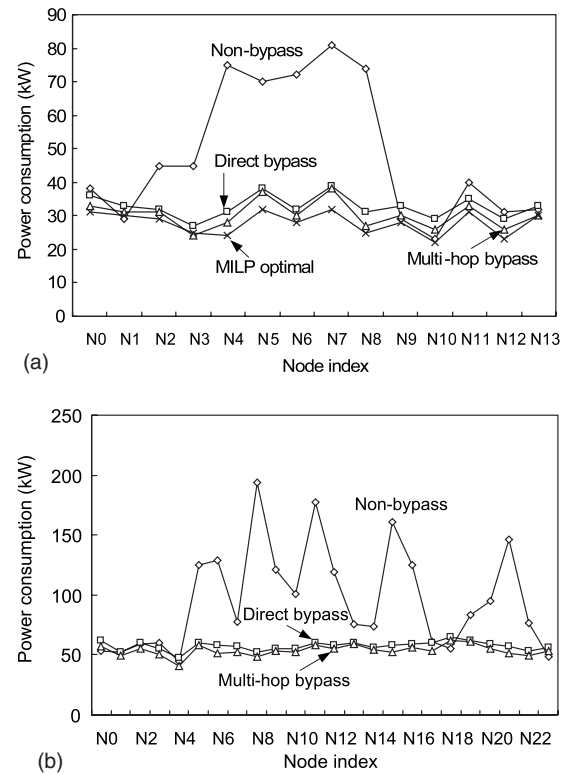 90
80
70
60
50
40
30
20
10
0
Power consumption (kW)
Non-bypass
Direct bypass
MILP optimal
Multi-hop bypass
N0 N1 N2 N3 N4 N5 N6 N7 N8 N9 N10 N11 N12 N13
Node index
(a)
250
200
150
100
50
0
Power consumption (kW)
Non-bypass
Direct bypass
Multi-hop bypass
N0 N2 N4 N6 N8 N10 N12 N14 N16 N18 N20 N22
Node index
(b)